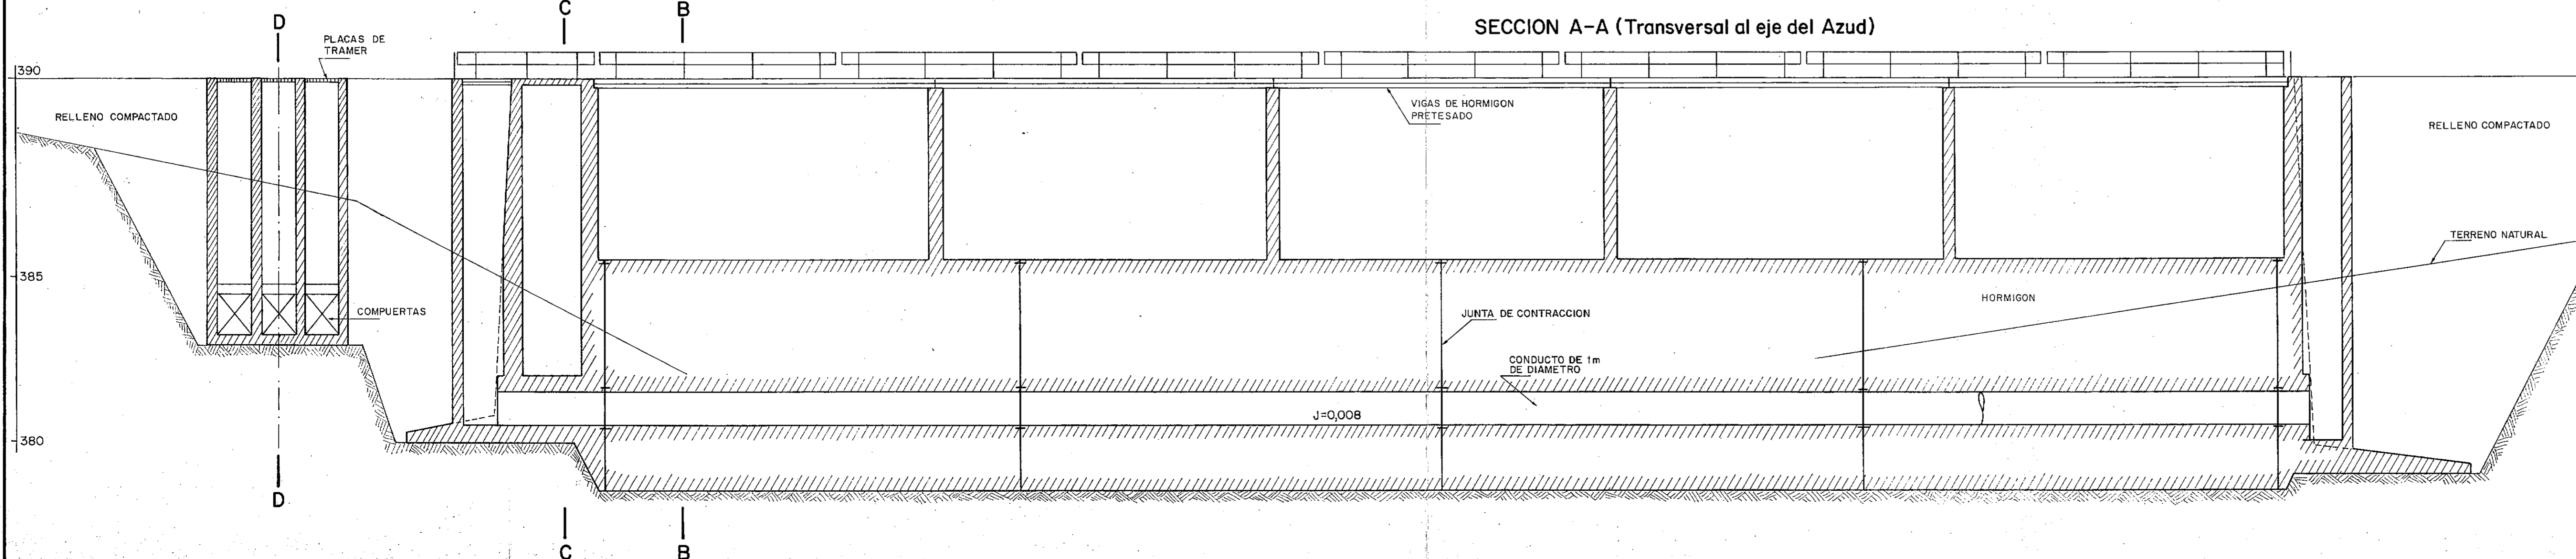 SECCION A-A (Transversal al eje del Azud)
D
C
B
PLACAS DE
TRAMER
390
RELLENO COMPACTADO
VIGAS DE HORMIGON
PRETESADO
RELLENO COMPACTADO
TERRENO NATURAL
385
COMPUERTAS
HORMIGON
JUNTA DE CONTRACCION
CONDUCTO DE 1m
DE DIAMETRO
J=0,008
380
D
C
B